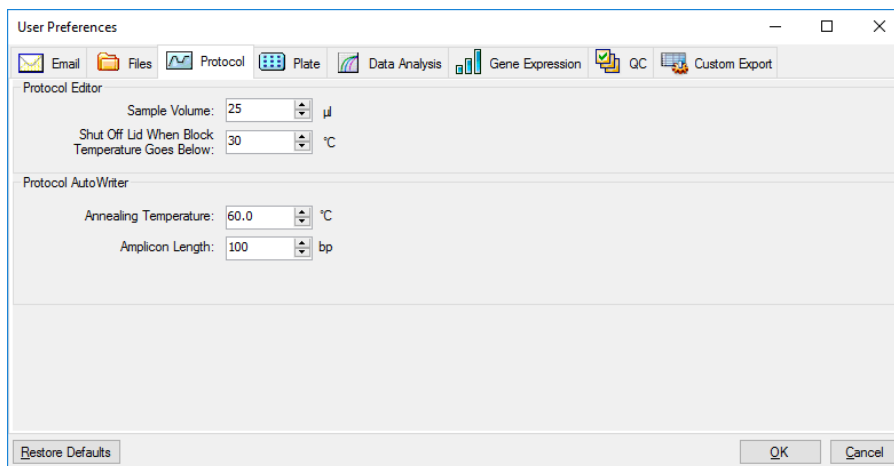 User Preferences
Email Files Protocol Plate Data Analysis Gene Expression QC Custom Export
Protocol Editor
Sample Volume: 25 µl
Shut Off Lid When Block
Temperature Goes Below: 30 °C
Protocol AutoWriter
Annealing Temperature: 60.0 °C
Amplicon Length: 100 bp
Restore Defaults OK Cancel